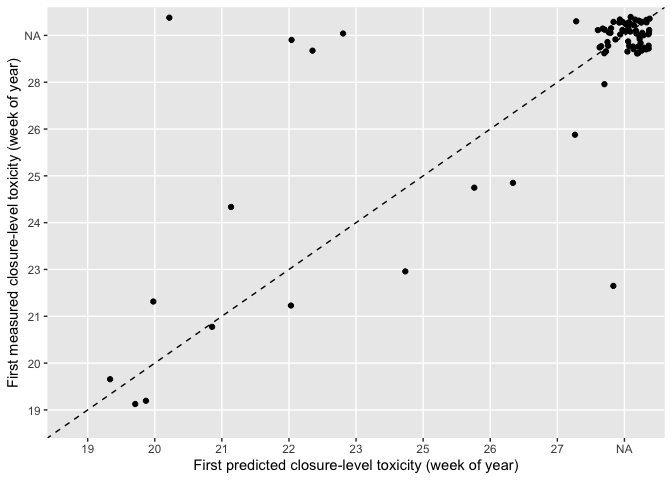 First measured closure-level toxicity (week of year)
NA
28
26
25
24
23
21
20
19
19 20 21 22 23 25 26 27 NA
First predicted closure-level toxicity (week of year)